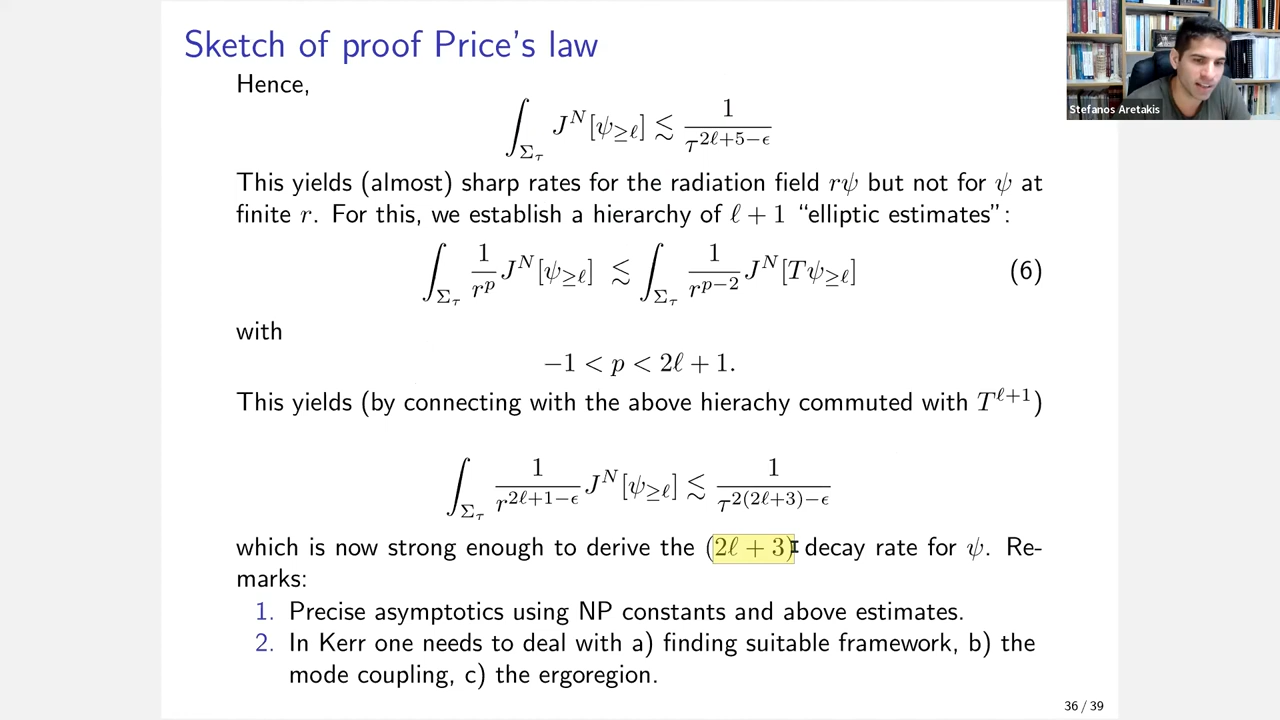 Sketch of proof Price's law
Hence,
∫_{Σ_τ} J^N[ψ_{≥ℓ}] ≲ 1/τ^{2ℓ+5−ϵ}
This yields (almost) sharp rates for the radiation field rψ but not for ψ at
finite r. For this, we establish a hierarchy of ℓ + 1 “elliptic estimates”:
∫_{Σ_τ} 1/r^p J^N[ψ_{≥ℓ}] ≲ ∫_{Σ_τ} 1/r^{p−2} J^N[Tψ_{≥ℓ}] (6)
with
−1 < p < 2ℓ + 1.
This yields (by connecting with the above hierachy commuted with T^{ℓ+1})
∫_{Σ_τ} 1/r^{2ℓ+1−ϵ} J^N[ψ_{≥ℓ}] ≲ 1/τ^{2(2ℓ+3)−ϵ}
which is now strong enough to derive the (2ℓ + 3) decay rate for ψ. Re-
marks:
1. Precise asymptotics using NP constants and above estimates.
2. In Kerr one needs to deal with a) finding suitable framework, b) the
mode coupling, c) the ergoregion.
36 / 39
Stefanos Aretakis